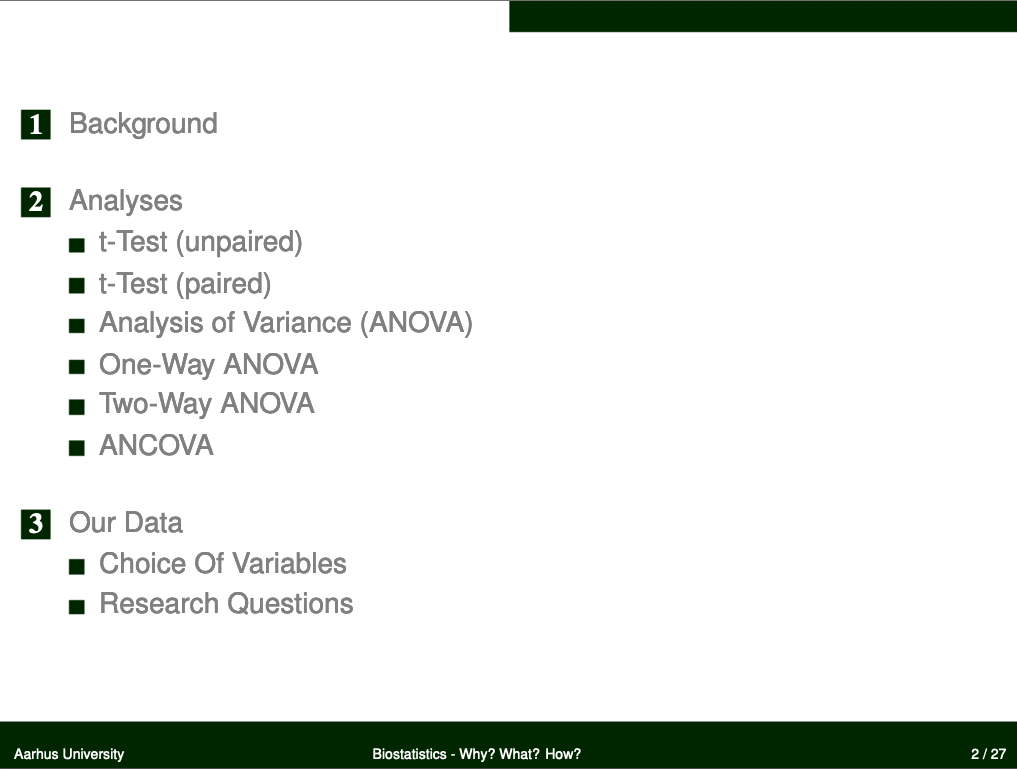 1 Background
2 Analyses
t-Test (unpaired)
t-Test (paired)
Analysis of Variance (ANOVA)
One-Way ANOVA
Two-Way ANOVA
ANCOVA
3 Our Data
Choice Of Variables
Research Questions
Aarhus University Biostatistics - Why? What? How? 2 / 27